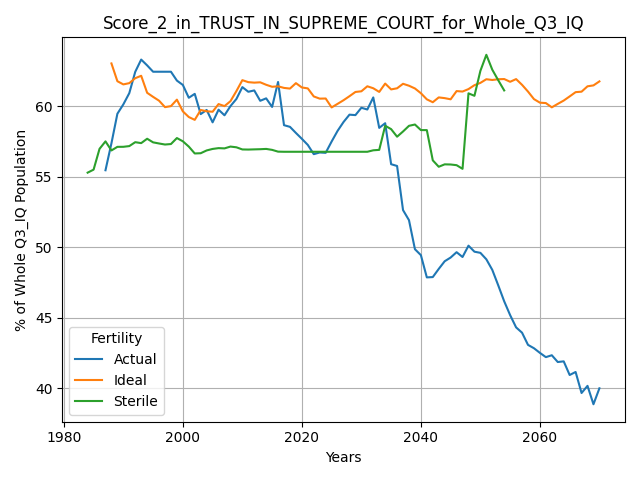 Score_2_in_TRUST_IN_SUPREME_COURT_for_Whole_Q3_IQ
% of Whole Q3_IQ Population
60
55
50
45
40
Fertility
Actual
Ideal
Sterile
1980 2000 2020 2040 2060
Years